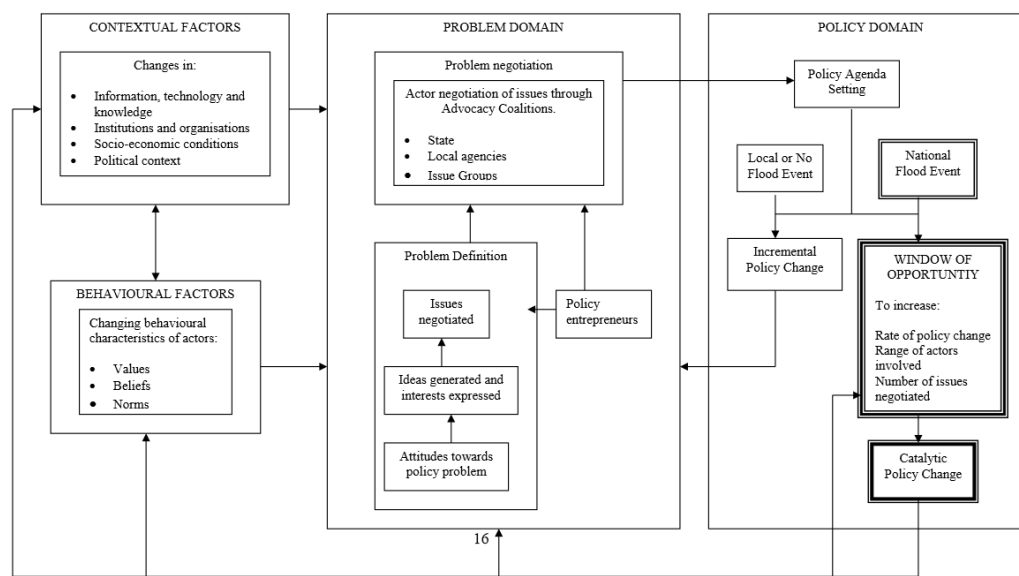 CONTEXTUAL FACTORS
Changes in:
• Information, technology and
knowledge
• Institutions and organisations
• Socio-economic conditions
• Political context
BEHAVIOURAL FACTORS
Changing behavioural
characteristics of actors:
• Values
• Beliefs
• Norms
PROBLEM DOMAIN
Problem negotiation
Actor negotiation of issues through
Advocacy Coalitions.
• State
• Local agencies
• Issue Groups
Problem Definition
Issues
negotiated
Policy
entrepreneurs
Ideas generated and
interests expressed
Attitudes towards
policy problem
16
POLICY DOMAIN
Policy Agenda
Setting
Local or No
Flood Event
National
Flood Event
Incremental
Policy Change
WINDOW OF
OPPORTUNTIY
To increase:
Rate of policy change
Range of actors
involved
Number of issues
negotiated
Catalytic
Policy Change